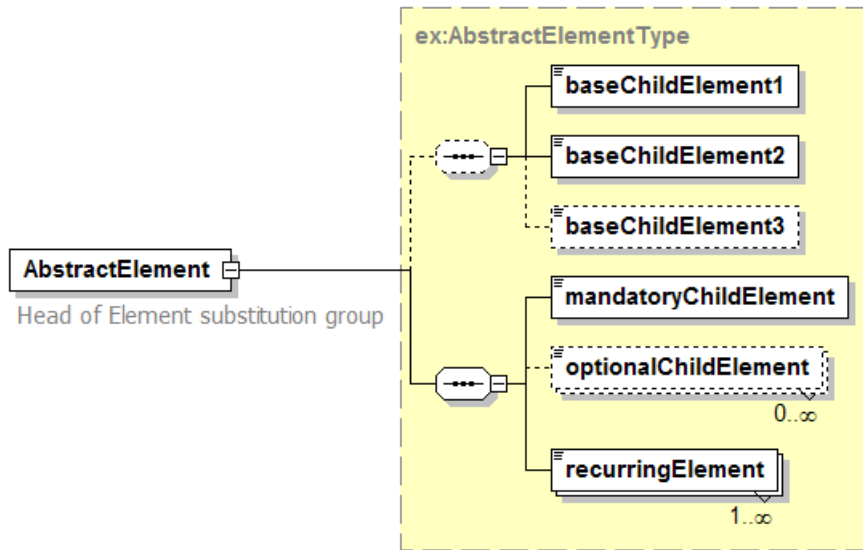 ex:AbstractElementType
baseChildElement1
baseChildElement2
baseChildElement3
AbstractElement
Head of Element substitution group
mandatoryChildElement
optionalChildElement
0..∞
recurringElement
1..∞